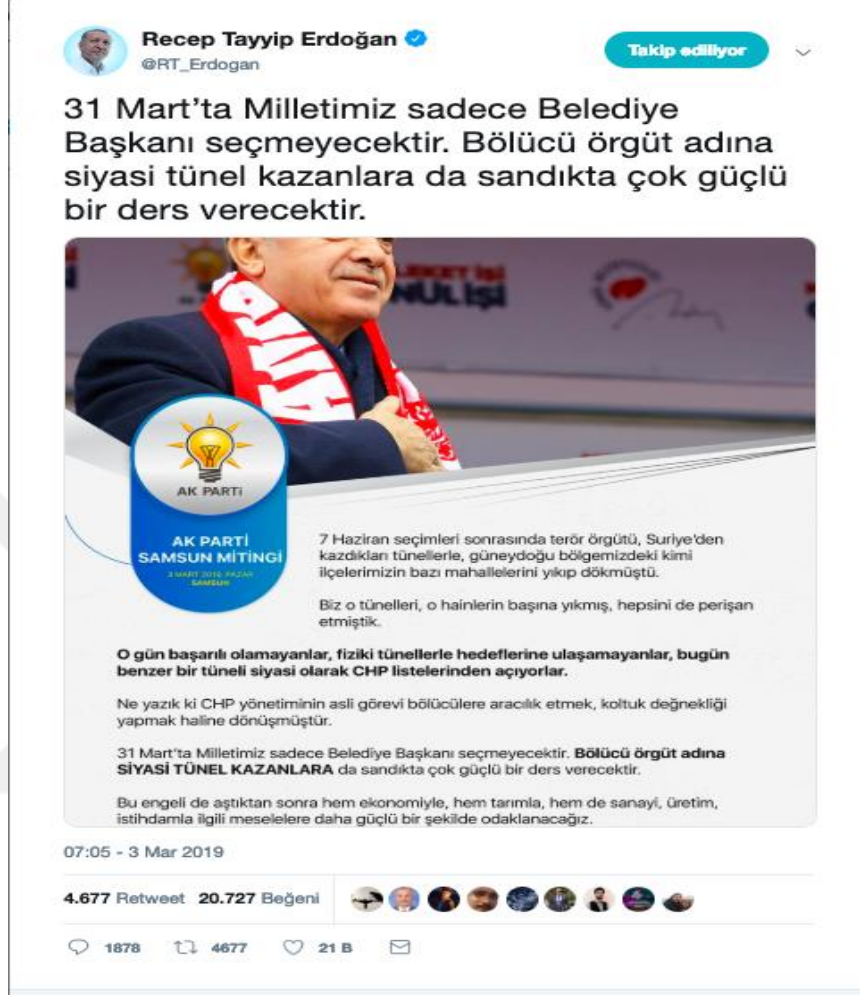 Recep Tayyip Erdoğan
@RT_Erdogan
Takip ediliyor
31 Mart’ta Milletimiz sadece Belediye
Başkanı seçmeyecektir. Bölücü örgüt adına
siyasi tünel kazanlara da sandıkta çok güçlü
bir ders verecektir.
NÜL İŞİ
AK PARTİ
AK PARTİ
SAMSUN MİTİNGİ
3 MART 2019, PAZAR
SAMSUN
7 Haziran seçimleri sonrasında terör örgütü, Suriye'den
kazdıkları tünellerle, güneydoğu bölgemizdeki kimi
ilçelerimizin bazı mahallelerini yıkıp dökmüştü.
Biz o tünelleri, o hainlerin başına yıkmış, hepsini de perişan
etmiştik.
O gün başarılı olamayanlar, fiziki tünellerle hedeflerine ulaşamayanlar, bugün
benzer bir tüneli siyasi olarak CHP listelerinden açıyorlar.
Ne yazık ki CHP yönetiminin asli görevi bölücülere aracılık etmek, koltuk değnekliği
yapmak haline dönüşmüştür.
31 Mart'ta Milletimiz sadece Belediye Başkanı seçmeyecektir. Bölücü örgüt adına
SİYASİ TÜNEL KAZANLARA da sandıkta çok güçlü bir ders verecektir.
Bu engeli de aştıktan sonra hem ekonomiyle, hem tarımla, hem de sanayi, üretim,
istihdamla ilgili meselelere daha güçlü bir şekilde odaklanacağız.
07:05 - 3 Mar 2019
4.677 Retweet 20.727 Beğeni
1878 4677 21 B